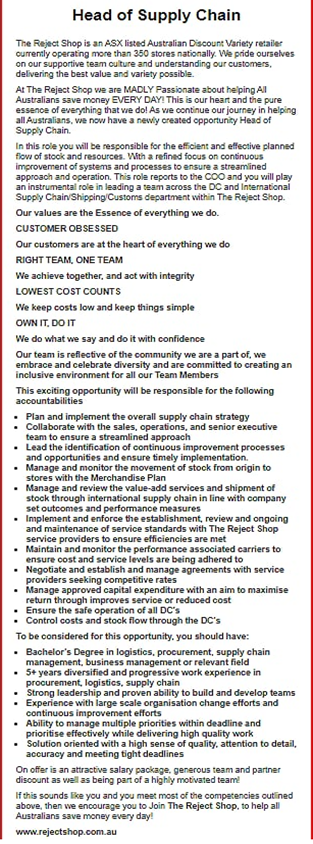 Head of Supply Chain
The Reject Shop is an ASX listed Australian Discount Variety retailer
currently operating more than 350 stores nationally. We pride ourselves
on our supportive team culture and understanding our customers,
delivering the best value and variety possible.
At The Reject Shop we are MADLY Passionate about helping All
Australians save money EVERY DAY! This is our heart and the pure
essence of everything that we do! As we continue our journey in helping
all Australians, we now have a newly created opportunity Head of
Supply Chain.
In this role you will be responsible for the efficient and effective planned
flow of stock and resources. With a refined focus on continuous
improvement of systems and processes to ensure a streamlined
approach and operation. This role reports to the COO and you will play
an instrumental role in leading a team across the DC and International
Supply Chain/Shipping/Customs department within The Reject Shop.
Our values are the Essence of everything we do.
CUSTOMER OBSESSED
Our customers are at the heart of everything we do
RIGHT TEAM, ONE TEAM
We achieve together, and act with integrity
LOWEST COST COUNTS
We keep costs low and keep things simple
OWN IT, DO IT
We do what we say and do it with confidence
Our team is reflective of the community we are a part of, we
embrace and celebrate diversity and are committed to creating an
inclusive environment for all our Team Members
This exciting opportunity will be responsible for the following
accountabilities
• Plan and implement the overall supply chain strategy
• Collaborate with the sales, operations, and senior executive
team to ensure a streamlined approach
• Lead the identification of continuous improvement processes
and opportunities and ensure timely implementation.
• Manage and monitor the movement of stock from origin to
stores with the Merchandise Plan
• Manage and review the value-add services and shipment of
stock through international supply chain in line with company
set outcomes and performance measures
• Implement and enforce the establishment, review and ongoing
and maintenance of service standards with The Reject Shop
service providers to ensure efficiencies are met
• Maintain and monitor the performance associated carriers to
ensure cost and service levels are being adhered to
• Negotiate and establish and manage agreements with service
providers seeking competitive rates
• Manage approved capital expenditure with an aim to maximise
return through improves service or reduced cost
• Ensure the safe operation of all DC's
• Control costs and stock flow through the DC's
To be considered for this opportunity, you should have:
• Bachelor's Degree in logistics, procurement, supply chain
management, business management or relevant field
• 5+ years diversified and progressive work experience in
procurement, logistics, supply chain
• Strong leadership and proven ability to build and develop teams
• Experience with large scale organisation change efforts and
continuous improvement efforts
• Ability to manage multiple priorities within deadline and
prioritise effectively while delivering high quality work
• Solution oriented with a high sense of quality, attention to detail,
accuracy and meeting tight deadlines
On offer is an attractive salary package, generous team and partner
discount as well as being part of a highly motivated team!
If this sounds like you and you meet most of the competencies outlined
above, then we encourage you to Join The Reject Shop, to help all
Australians save money every day!
www.rejectshop.com.au